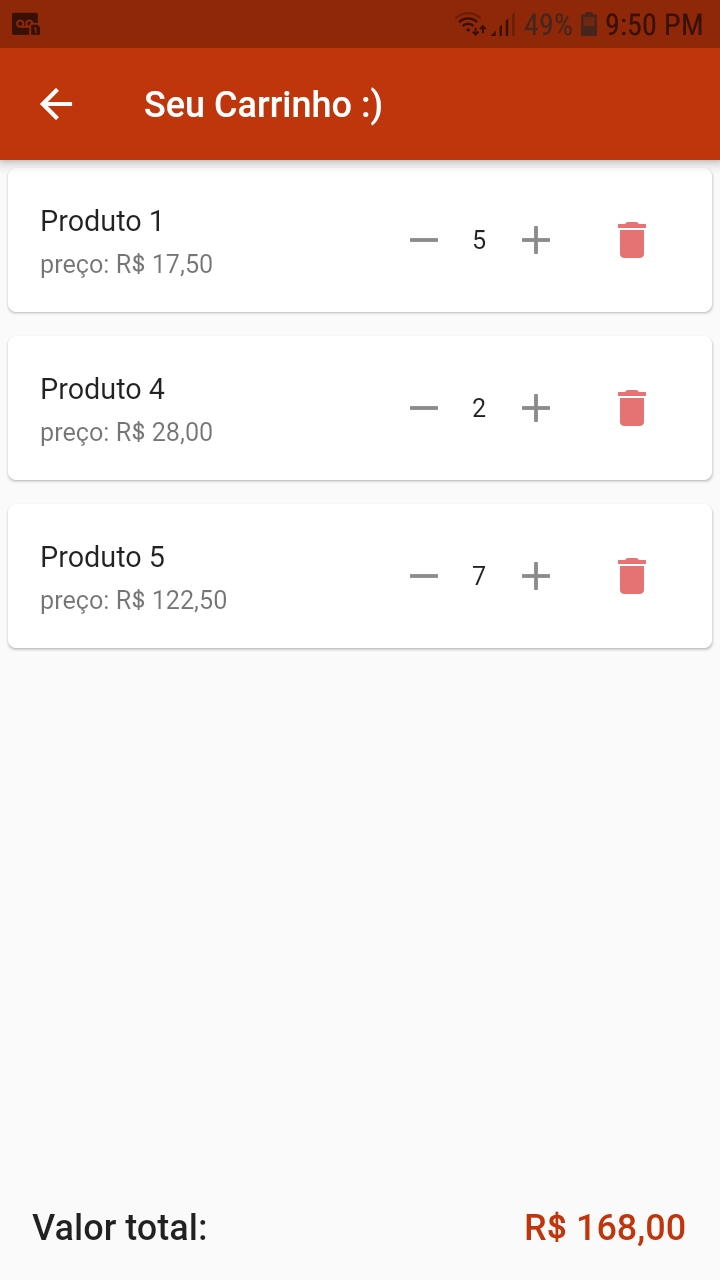 49% 9:50 PM
Seu Carrinho :)
Produto 1
preço: R$ 17,50
5
Produto 4
preço: R$ 28,00
2
Produto 5
preço: R$ 122,50
7
Valor total: R$ 168,00